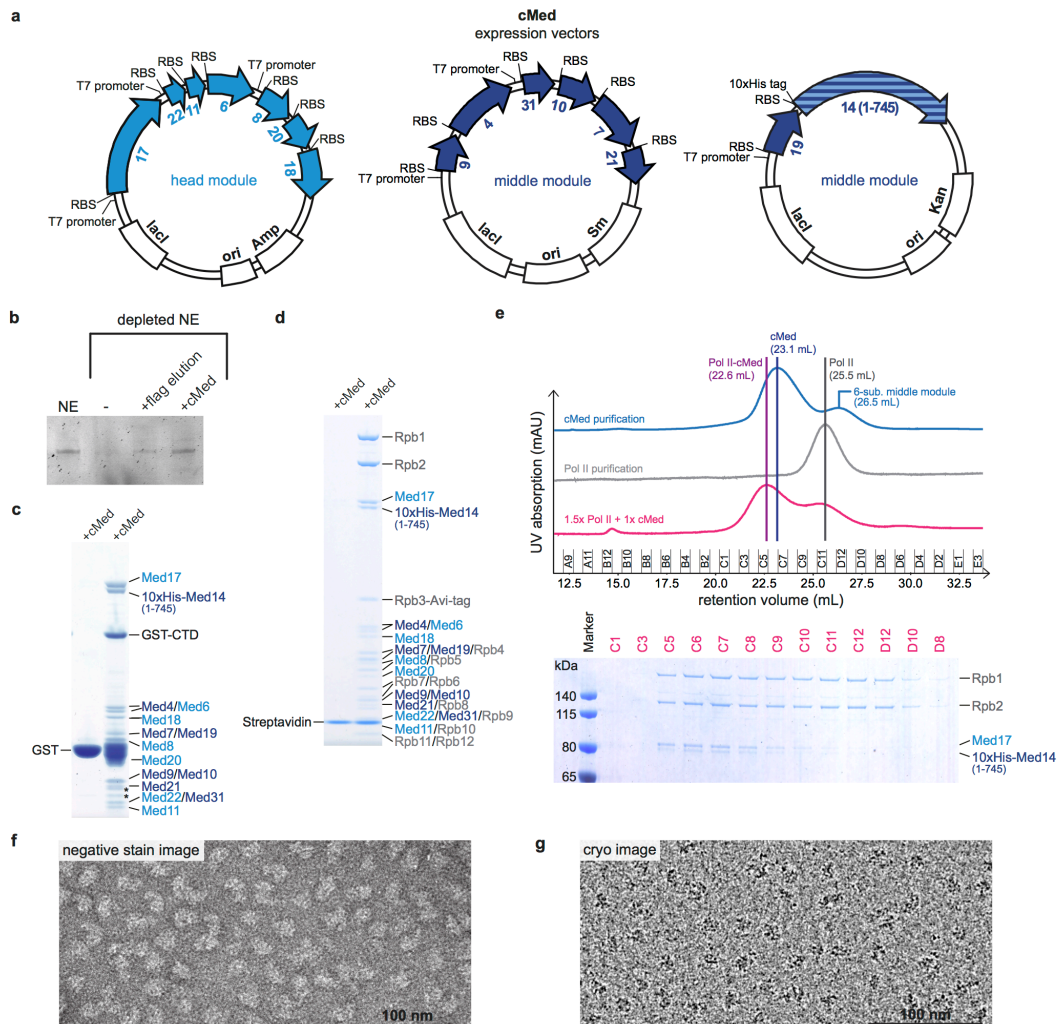 a
cMed
expression vectors
T7 promoter
RBS
RBS
RBS
T7 promoter
RBS
RBS
RBS
T7 promoter
17
22
11
6
8
20
18
head module
lacI
ori
Amp
T7 promoter
RBS
RBS
RBS
RBS
RBS
RBS
T7 promoter
9
4
31
10
7
21
middle module
lacI
ori
Sm
10xHis tag
RBS
RBS
T7 promoter
19
14 (1-745)
middle module
lacI
ori
Kan
b
depleted NE
NE
-
+flag elution
+cMed
c
+cMed
+cMed
Med17
10xHis-Med14
(1-745)
GST-CTD
Med4/Med6
Med18
Med7/Med19
GST
Med8
Med20
Med9/Med10
Med21
*
*
Med22/Med31
Med11
d
+cMed
+cMed
Rpb1
Rpb2
Med17
10xHis-Med14
(1-745)
Rpb3-Avi-tag
Med4/Med6
Med18
Med7/Med19/Rpb4
Med8/Rpb5
Med20
Rpb7/Rpb6
Med9/Med10
Med21/Rpb8
Streptavidin
Med22/Med31/Rpb9
Med11/Rpb10
Rpb11/Rpb12
e
cMed
(23.1 mL)
Pol II-cMed
(22.6 mL)
Pol II
(25.5 mL)
6-sub. middle module
(26.5 mL)
cMed purification
Pol II purification
1.5x Pol II + 1x cMed
UV absorption (mAU)
A9 A11 B12 B10 B8 B6 B4 B2 C1 C3 C5 C7 C9 C11 D12 D10 D8 D6 D4 D2 E1 E3
12.5 15.0 17.5 20.0 22.5 25.0 27.5 30.0 32.5
retention volume (mL)
Marker C1 C3 C5 C6 C7 C8 C9 C10 C11 C12 D12 D10 D8
kDa
140
115
80
65
Rpb1
Rpb2
Med17
10xHis-Med14
(1-745)
f
negative stain image
100 nm
g
cryo image
100 nm